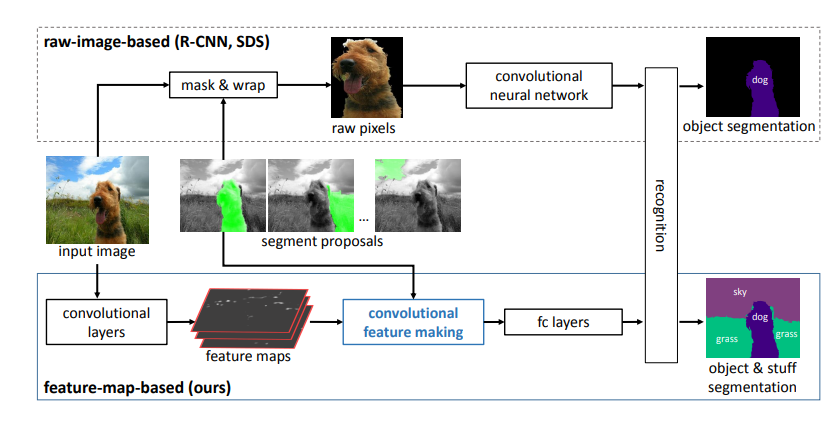 raw-image-based (R-CNN, SDS)
mask & wrap
raw pixels
convolutional
neural network
dog
object segmentation
input image
...
segment proposals
recognition
convolutional
layers
feature maps
convolutional
feature making
fc layers
sky
dog
grass
grass
object & stuff
segmentation
feature-map-based (ours)